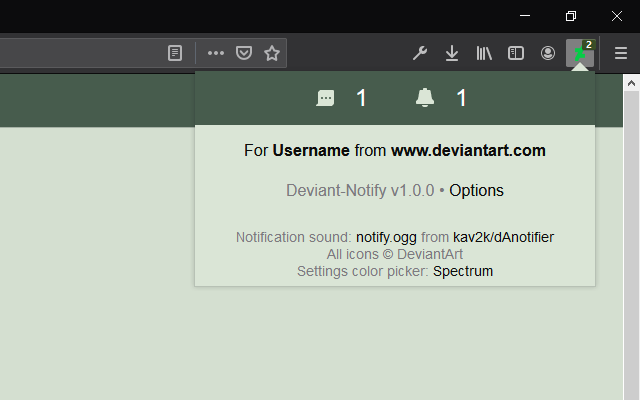 2
1 1
For Username from www.deviantart.com
Deviant-Notify v1.0.0 • Options
Notification sound: notify.ogg from kav2k/dAnotifier
All icons © DeviantArt
Settings color picker: Spectrum